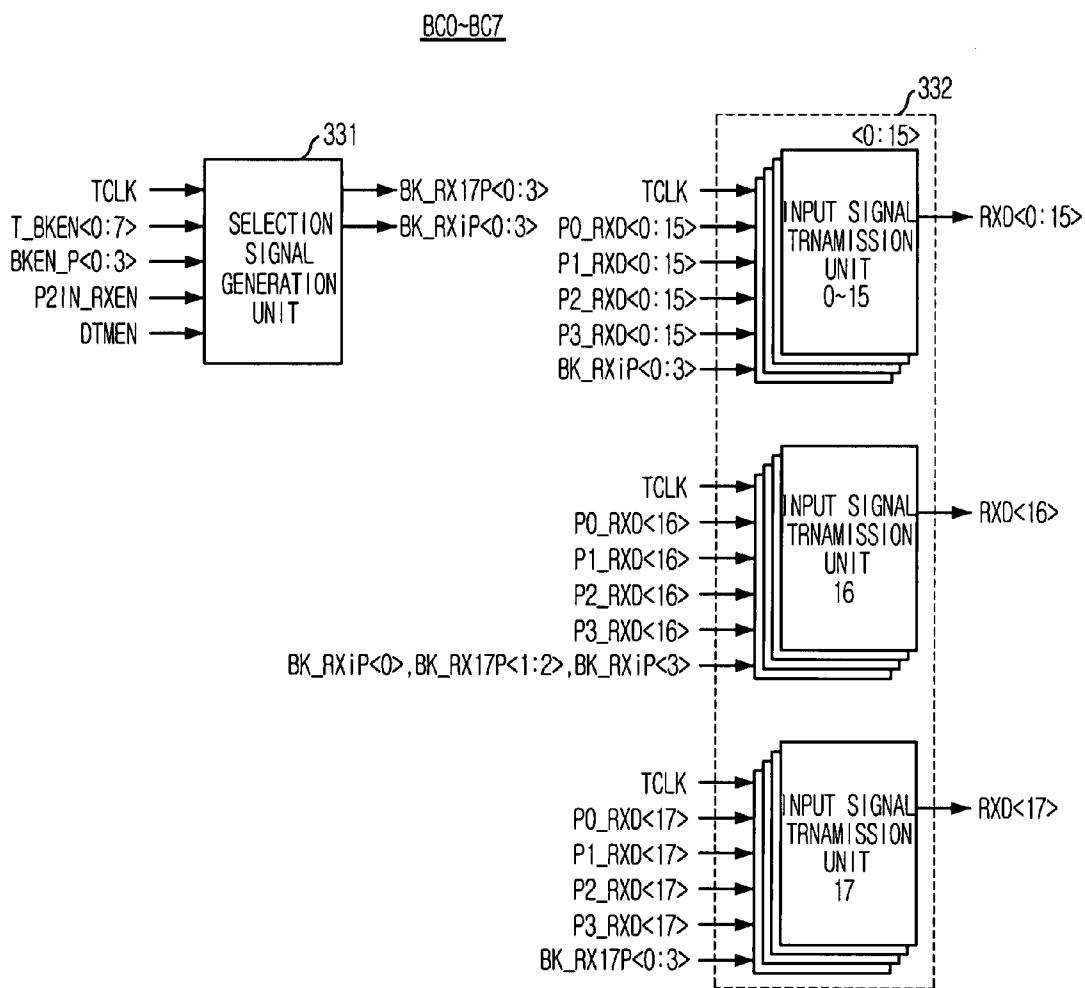 BC0~BC7
331
TCLK
T_BKEN<0:7>
BKEN_P<0:3>
P2IN_RXEN
DTMEN
SELECTION
SIGNAL
GENERATION
UNIT
BK_RX17P<0:3>
BK_RXiP<0:3>
332
<0:15>
TCLK
P0_RXD<0:15>
P1_RXD<0:15>
P2_RXD<0:15>
P3_RXD<0:15>
BK_RXiP<0:3>
INPUT SIGNAL
TRNAMISSION
UNIT
0~15
RXD<0:15>
TCLK
P0_RXD<16>
P1_RXD<16>
P2_RXD<16>
P3_RXD<16>
BK_RXiP<0>,BK_RX17P<1:2>,BK_RXiP<3>
INPUT SIGNAL
TRNAMISSION
UNIT
16
RXD<16>
TCLK
P0_RXD<17>
P1_RXD<17>
P2_RXD<17>
P3_RXD<17>
BK_RX17P<0:3>
INPUT SIGNAL
TRNAMISSION
UNIT
17
RXD<17>